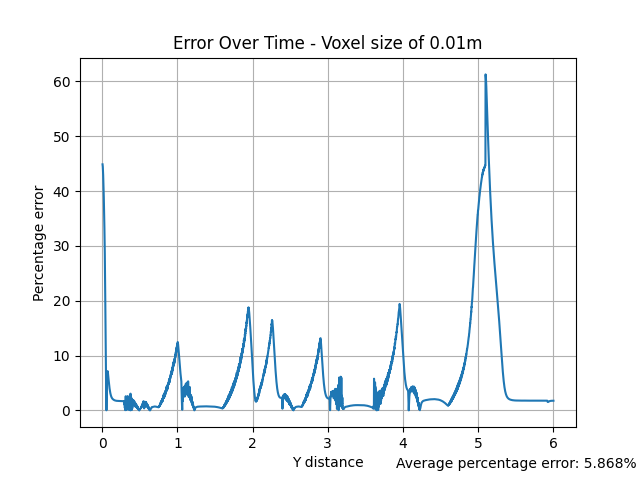 Error Over Time - Voxel size of 0.01m
Percentage error
60
50
40
30
20
10
0
0 1 2 3 4 5 6
Y distance
Average percentage error: 5.868%